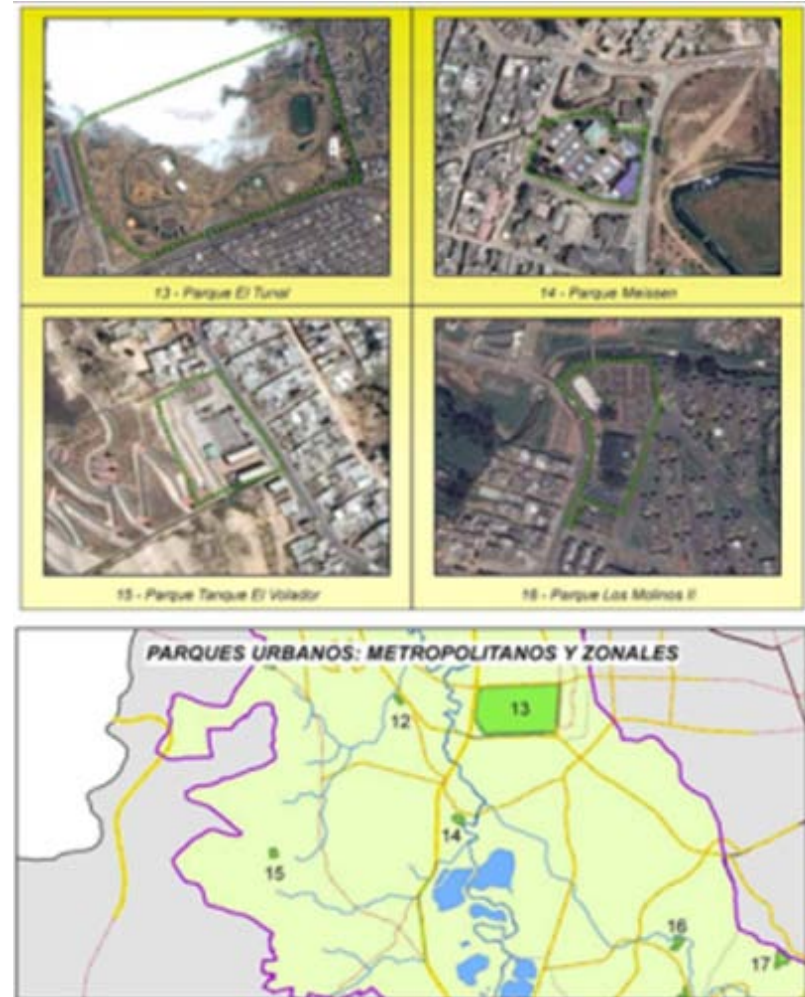 13 - Parque El Tunal
14 - Parque Meissen
15 - Parque Tanque El Volador
16 - Parque Los Molinos II
PARQUES URBANOS: METROPOLITANOS Y ZONALES
12
13
14
15
16
17